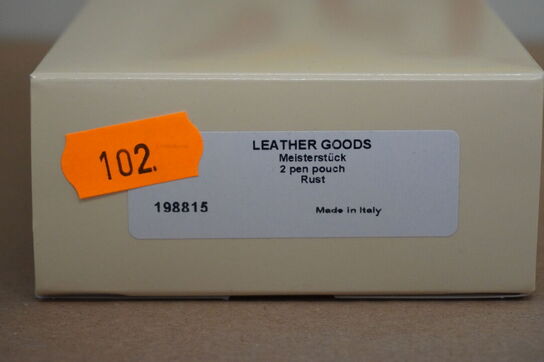 102.
LEATHER GOODS
Meisterstück
2 pen pouch
Rust
198815 Made in Italy